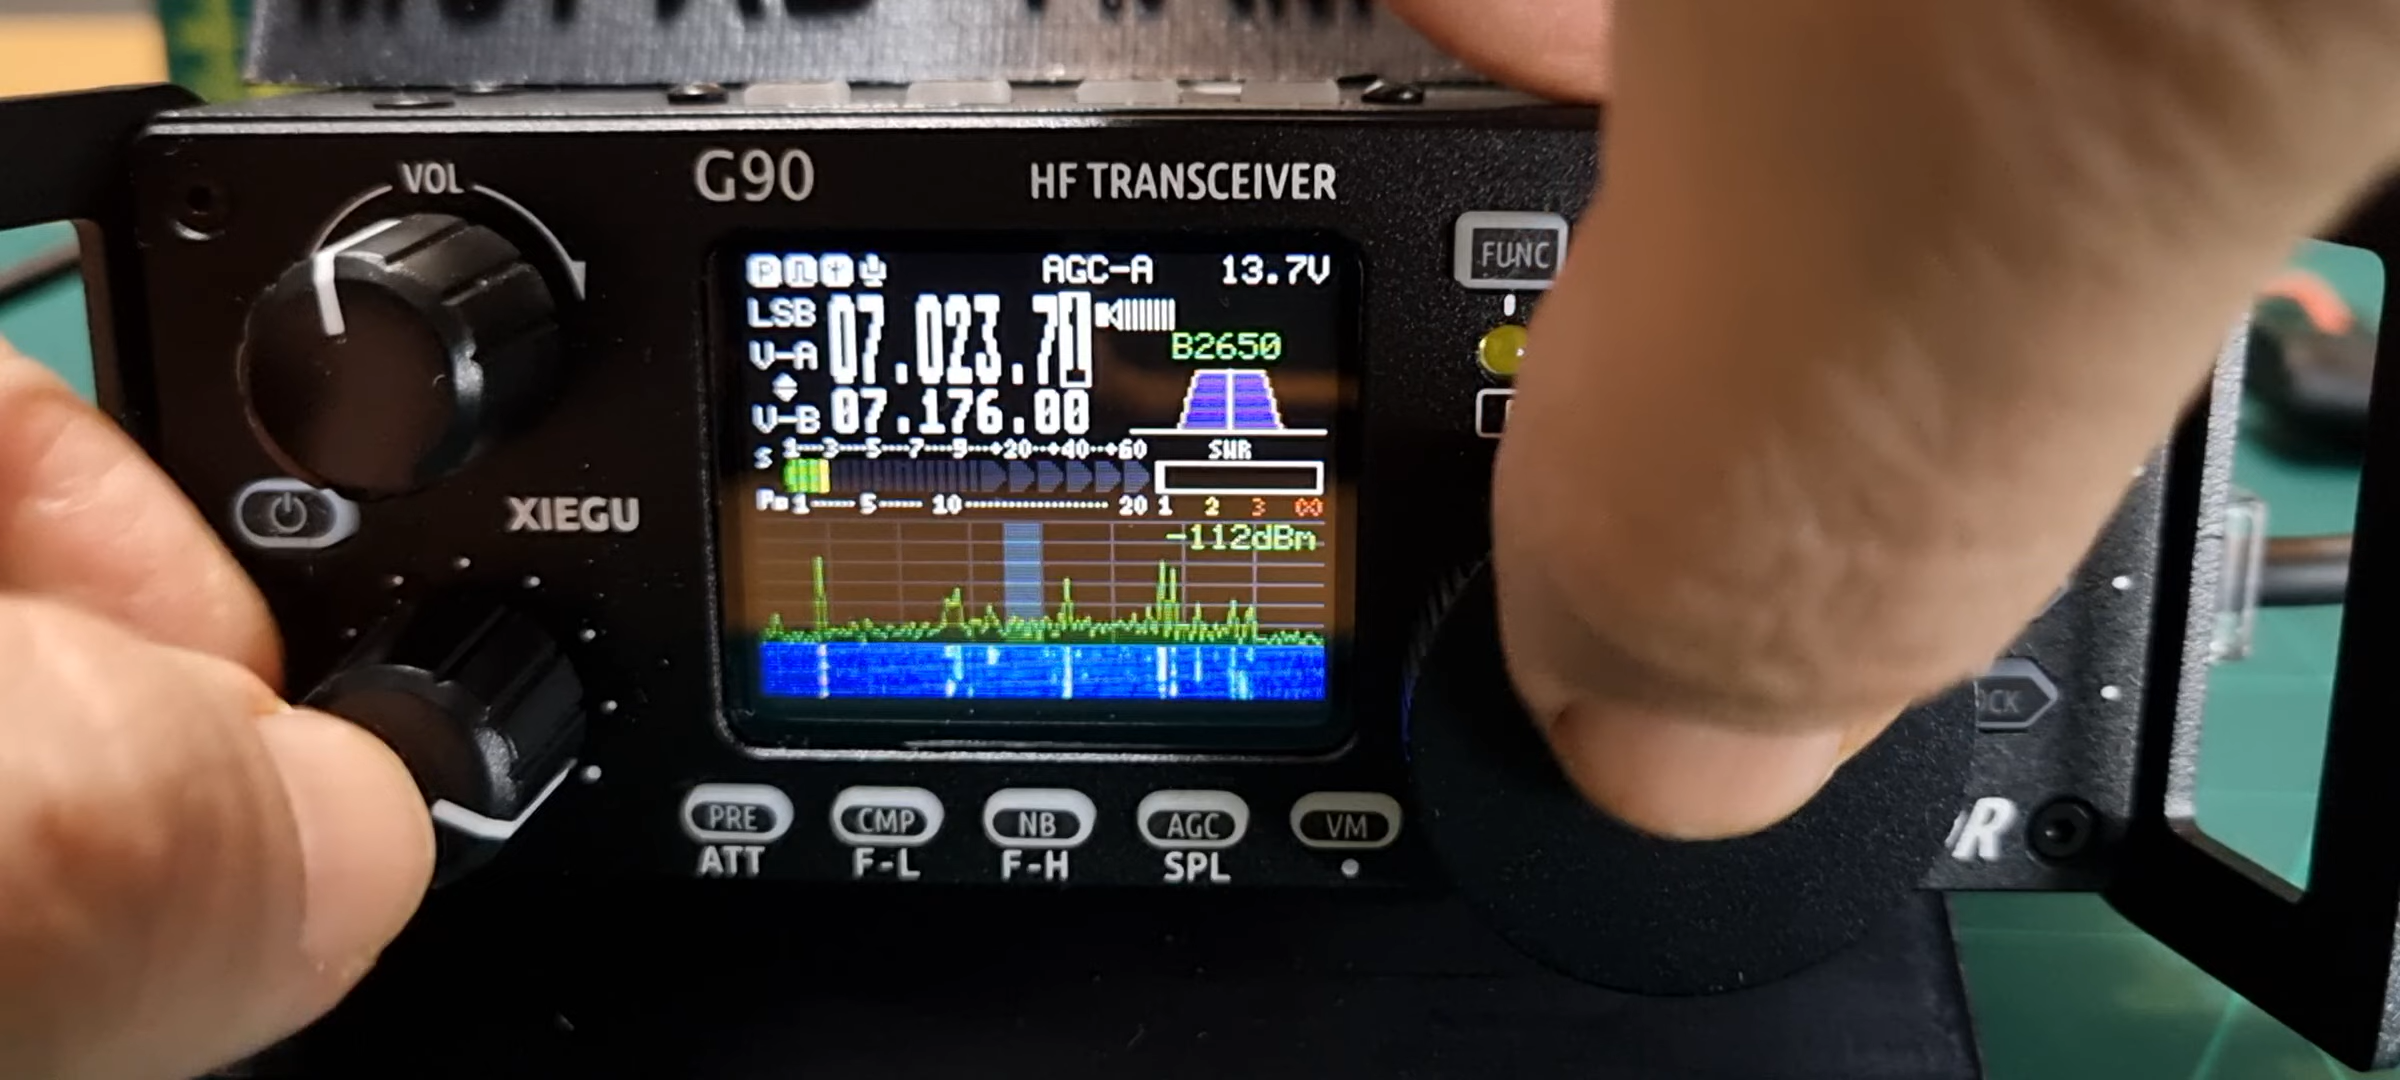 VOL
G90
HF TRANSCEIVER
FUNC
P
AGC-A
13.7V
LSB
07.023.71
B2650
V-A
V-B
07.176.00
S
1 3 5 7 9 +20 +40 +60
SWR
Po 1 5 10 20
1 2 3 ∞
XIEGU
-112dBm
PRE
CMP
NB
AGC
VM
ATT
F-L
F-H
SPL